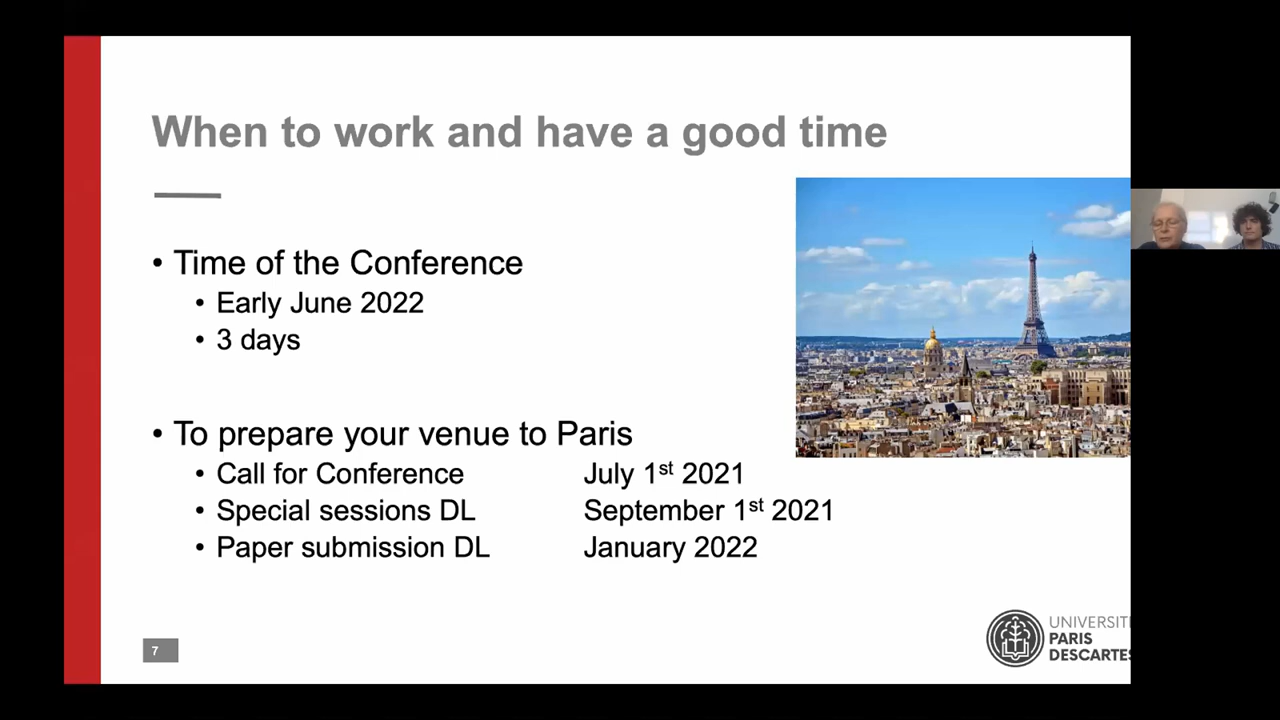 When to work and have a good time
• Time of the Conference
• Early June 2022
• 3 days
• To prepare your venue to Paris
• Call for Conference July 1st 2021
• Special sessions DL September 1st 2021
• Paper submission DL January 2022
7
UNIVERSIT
PARIS
DESCARTES